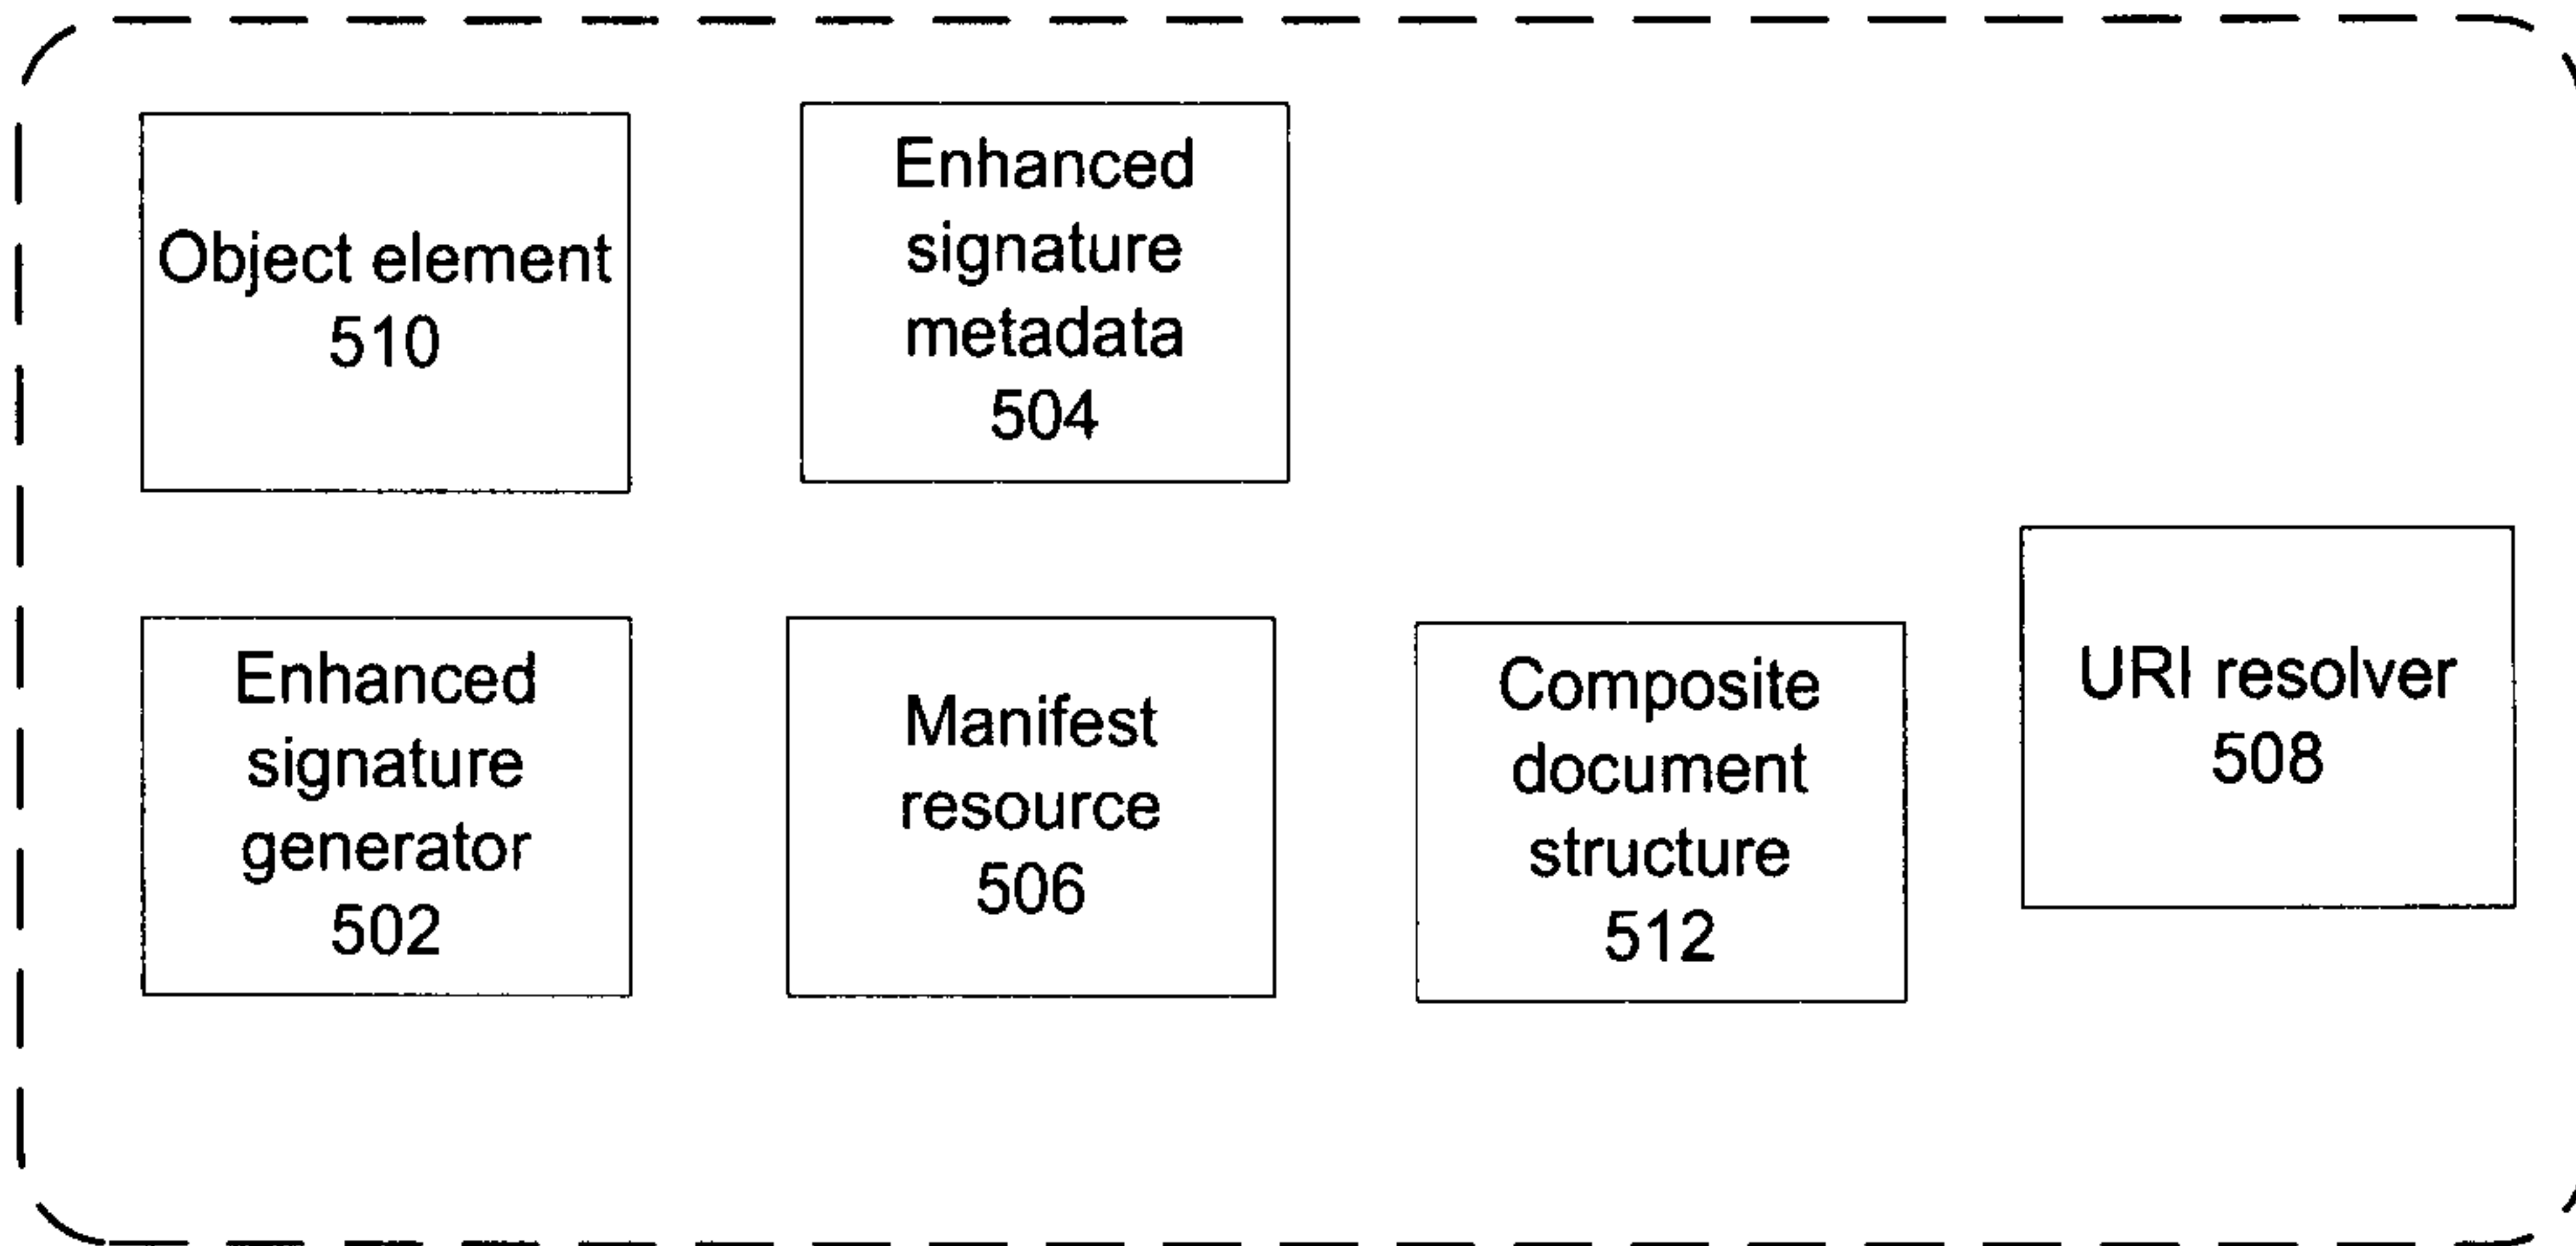 Object element
510
Enhanced
signature
metadata
504
Enhanced
signature
generator
502
Manifest
resource
506
Composite
document
structure
512
URI resolver
508